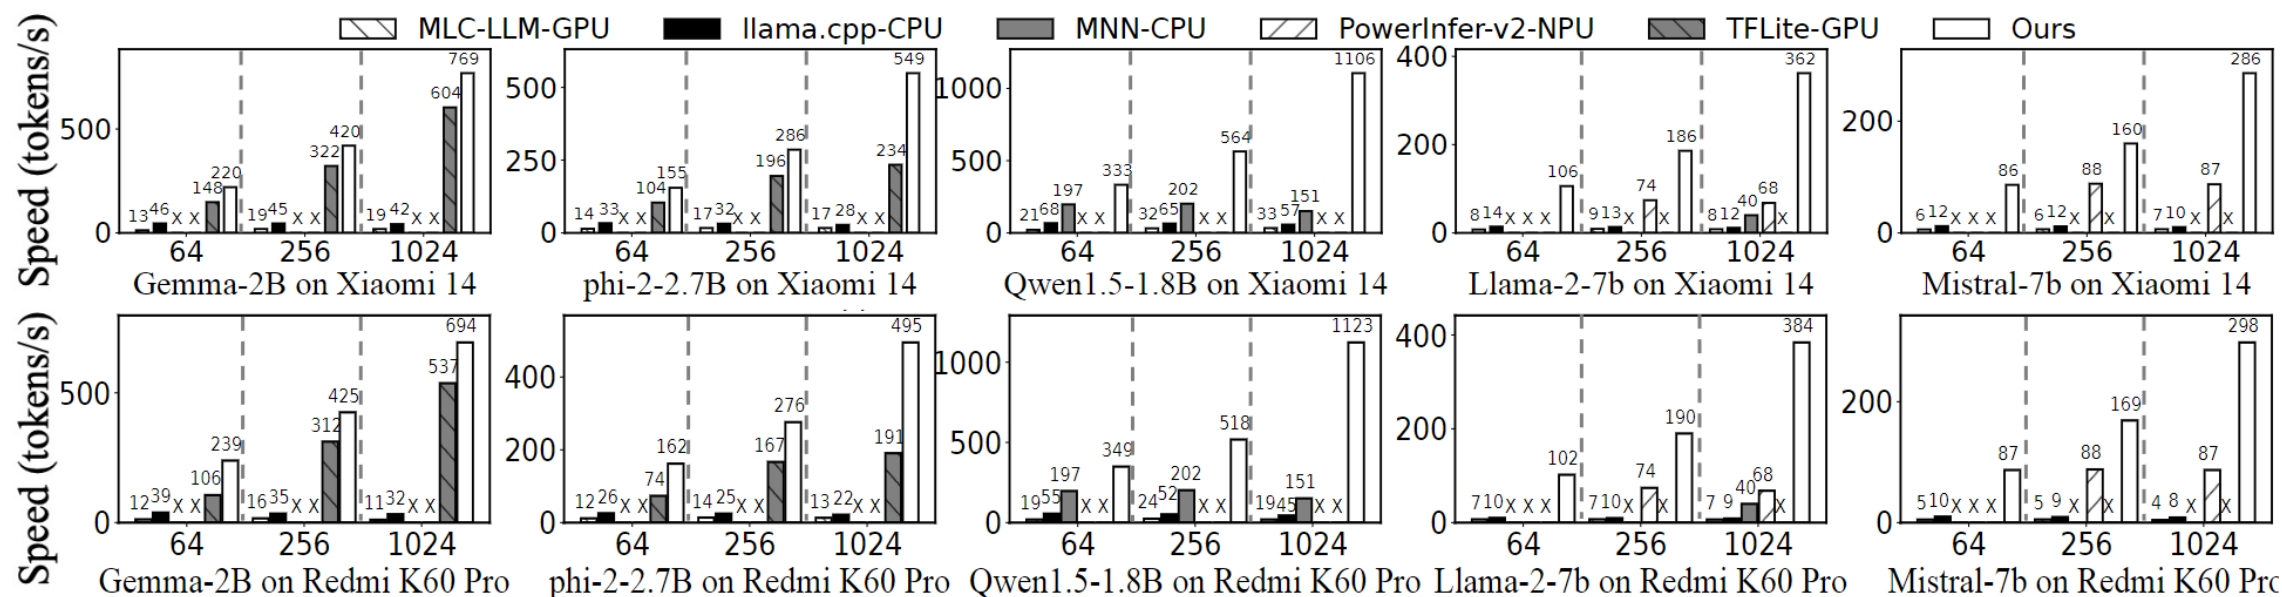 MLC-LLM-GPU llama.cpp-CPU MNN-CPU PowerInfer-v2-NPU TFLite-GPU Ours
Speed (tokens/s)
500
0
13 46 X X 148 220
19 45 X X 322 420
19 42 X X 604 769
64 256 1024
Gemma-2B on Xiaomi 14
500
250
0
14 33 X X 104 155
17 32 X X 196 286
17 28 X X 234 549
64 256 1024
phi-2-2.7B on Xiaomi 14
1000
500
0
21 68 197 X X 333
32 65 202 X X 564
33 57 151 X X 1106
64 256 1024
Qwen1.5-1.8B on Xiaomi 14
400
200
0
8 14 X X X 106
9 13 X 74 X 186
8 12 40 68 X 362
64 256 1024
Llama-2-7b on Xiaomi 14
200
0
6 12 X X X 86
6 12 X 88 X 160
7 10 X 87 X 286
64 256 1024
Mistral-7b on Xiaomi 14
Speed (tokens/s)
500
0
12 39 X X 106 239
16 35 X X 312 425
11 32 X X 537 694
64 256 1024
Gemma-2B on Redmi K60 Pro
400
200
0
12 26 X X 74 162
14 25 X X 167 276
13 22 X X 191 495
64 256 1024
phi-2-2.7B on Redmi K60 Pro
1000
500
0
19 55 197 X X 349
24 52 202 X X 518
19 45 151 X X 1123
64 256 1024
Qwen1.5-1.8B on Redmi K60 Pro
400
200
0
7 10 X X X 102
7 10 X 74 X 190
7 9 40 68 X 384
64 256 1024
Llama-2-7b on Redmi K60 Pro
200
0
5 10 X X X 87
5 9 X 88 X 169
4 8 X 87 X 298
64 256 1024
Mistral-7b on Redmi K60 Pro